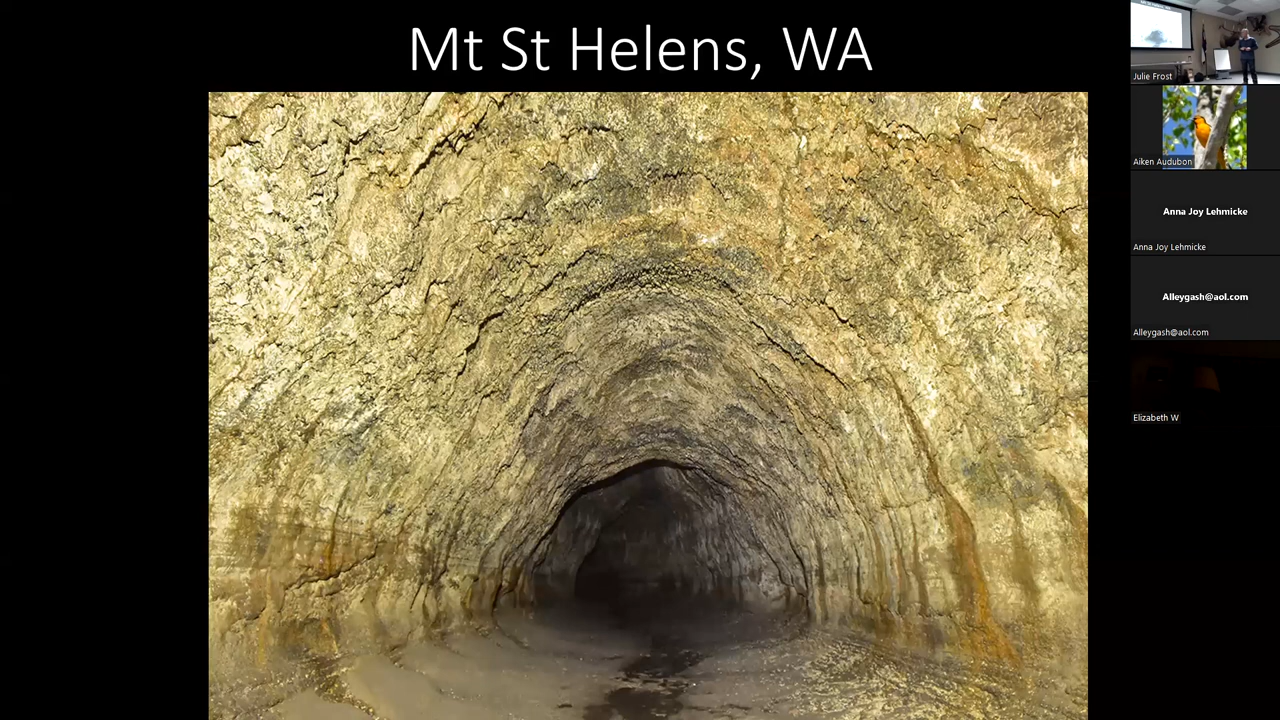 Mt St Helens, WA
Julie Frost
Aiken Audubon
Anna Joy Lehmicke
Anna Joy Lehmicke
Alleygash@aol.com
Alleygash@aol.com
Elizabeth W